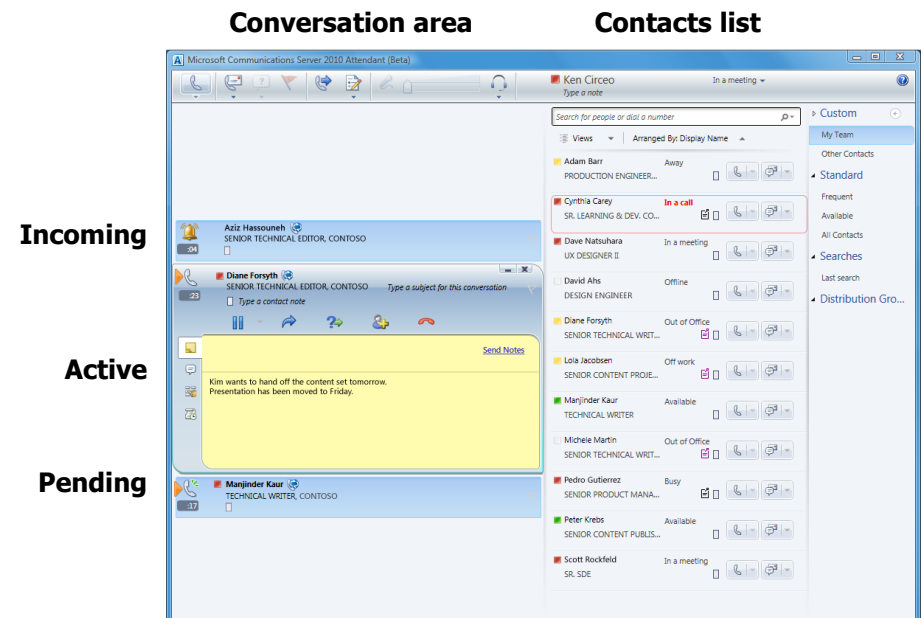 Conversation area
Contacts list
Incoming
Active
Pending
Microsoft Communications Server 2010 Attendant (Beta)
Ken Circeo
In a meeting
Type a note
Aziz Hassouneh
SENIOR TECHNICAL EDITOR, CONTOSO
:04
Diane Forsyth
SENIOR TECHNICAL EDITOR, CONTOSO
Type a subject for this conversation
:23
Type a contact note
Send Notes
Kim wants to hand off the content set tomorrow.
Presentation has been moved to Friday.
Manjinder Kaur
TECHNICAL WRITER, CONTOSO
:17
Search for people or dial a number
Views
Arranged By: Display Name
Adam Barr
Away
PRODUCTION ENGINEER...
Cynthia Carey
In a call
SR. LEARNING & DEV. CO...
Dave Natsuhara
In a meeting
UX DESIGNER II
David Ahs
Offline
DESIGN ENGINEER
Diane Forsyth
Out of Office
SENIOR TECHNICAL WRIT...
Lola Jacobsen
Off work
SENIOR CONTENT PROJE...
Manjinder Kaur
Available
TECHNICAL WRITER
Michele Martin
Out of Office
SENIOR TECHNICAL WRIT...
Pedro Gutierrez
Busy
SENIOR PRODUCT MANA...
Peter Krebs
Available
SENIOR CONTENT PUBLIS...
Scott Rockfeld
In a meeting
SR. SDE
Custom
My Team
Other Contacts
Standard
Frequent
Available
All Contacts
Searches
Last search
Distribution Gro...